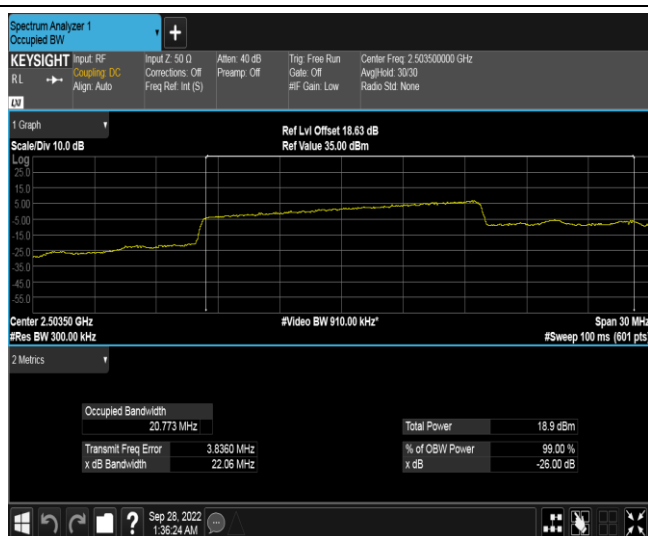 Spectrum Analyzer 1
Occupied BW
KEYSIGHT
RL
LXI
Input: RF
Coupling: DC
Align: Auto
Input Z: 50 Ω
Corrections: Off
Freq Ref: Int (S)
Atten: 40 dB
Preamp: Off
Trig: Free Run
Gate: Off
#IF Gain: Low
Center Freq: 2.503500000 GHz
Avg|Hold: 30/30
Radio Std: None
1 Graph
Scale/Div 10.0 dB
Ref Lvl Offset 18.63 dB
Ref Value 35.00 dBm
Log
25.0
15.0
5.00
-5.00
-15.0
-25.0
-35.0
-45.0
-55.0
Center 2.50350 GHz
#Res BW 300.00 kHz
#Video BW 910.00 kHz*
Span 30 MHz
#Sweep 100 ms (601 pts)
2 Metrics
Occupied Bandwidth
20.773 MHz
Transmit Freq Error 3.8360 MHz
x dB Bandwidth 22.06 MHz
Total Power 18.9 dBm
% of OBW Power 99.00 %
x dB -26.00 dB
?
Sep 28, 2022
1:36:24 AM